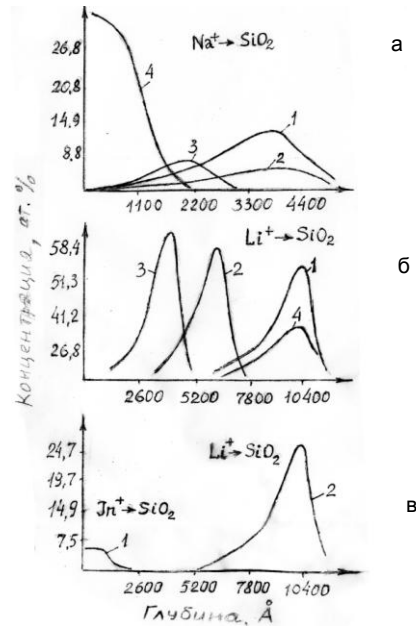 Концентрация, ат. %
Na⁺→SiO₂
а
26,8
20,8
14,9
8,8
4
3
1
2
1100 2200 3300 4400
Li⁺→SiO₂
б
58,4
51,3
41,2
26,8
3
2
1
4
2600 5200 7800 10400
Jn⁺→SiO₂
Li⁺→SiO₂
в
24,7
19,7
14,9
7,5
1
2
2600 5200 7800 10400
Глубина, Å